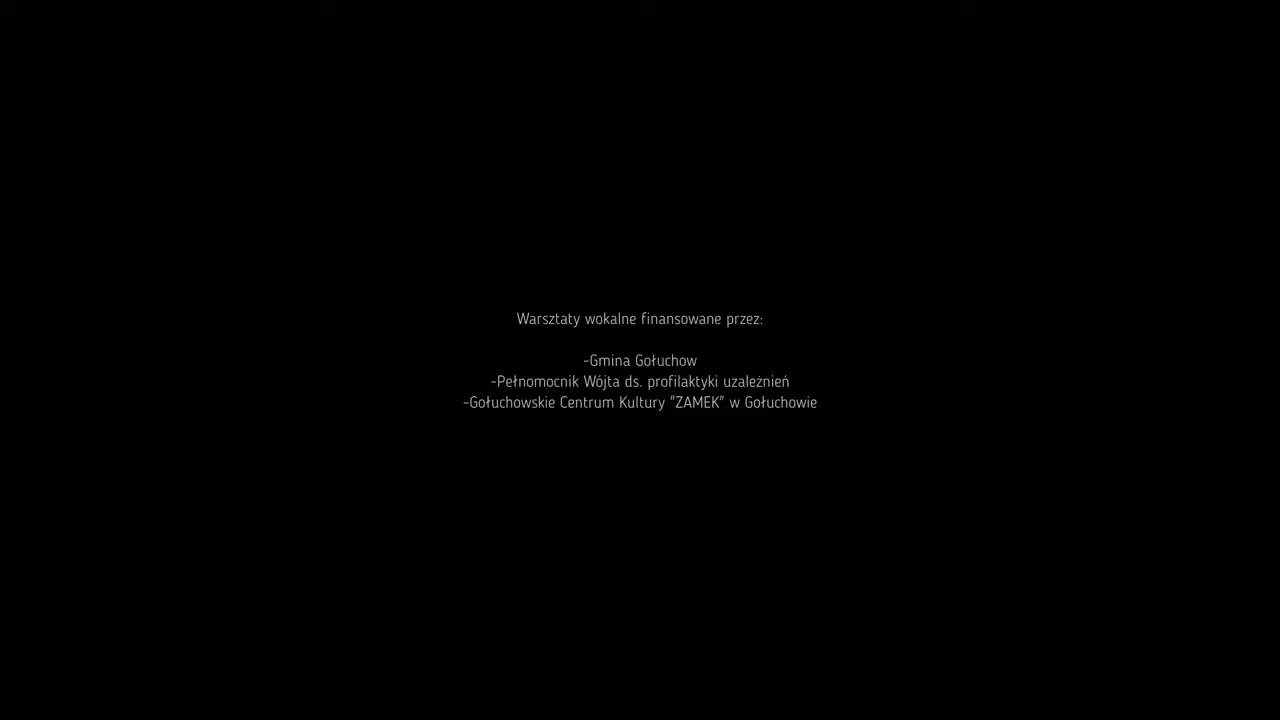 Warsztaty wokalne finansowane przez:
-Gmina Gołuchow
-Pełnomocnik Wójta ds. profilaktyki uzależnień
-Gołuchowskie Centrum Kultury "ZAMEK" w Gołuchowie